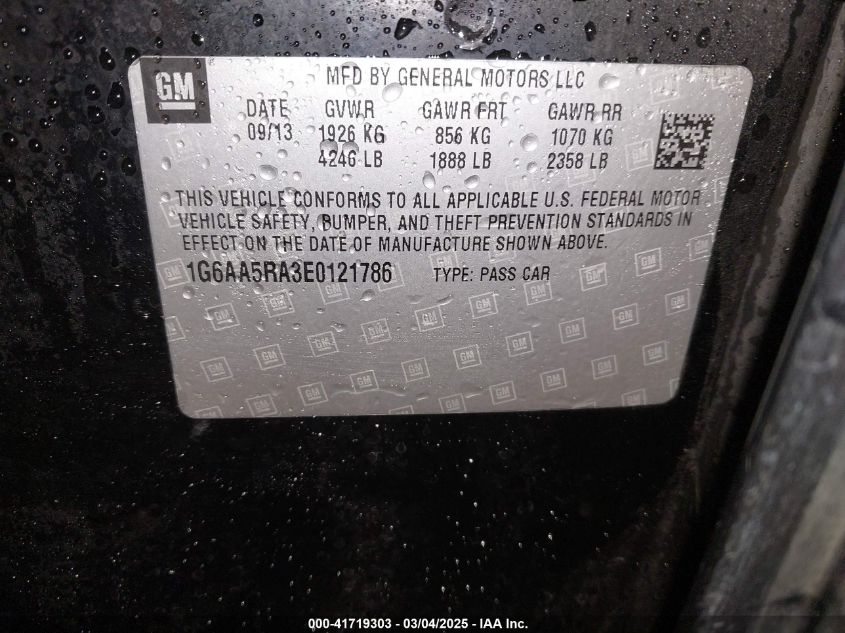 GM
MFD BY GENERAL MOTORS LLC
DATE GVWR GAWR FRT GAWR RR
09/13 1926 KG 856 KG 1070 KG
4246 LB 1888 LB 2358 LB
THIS VEHICLE CONFORMS TO ALL APPLICABLE U.S. FEDERAL MOTOR
VEHICLE SAFETY, BUMPER, AND THEFT PREVENTION STANDARDS IN
EFFECT ON THE DATE OF MANUFACTURE SHOWN ABOVE.
1G6AA5RA3E0121786 TYPE: PASS CAR
000-41719303 - 03/04/2025 - IAA Inc.